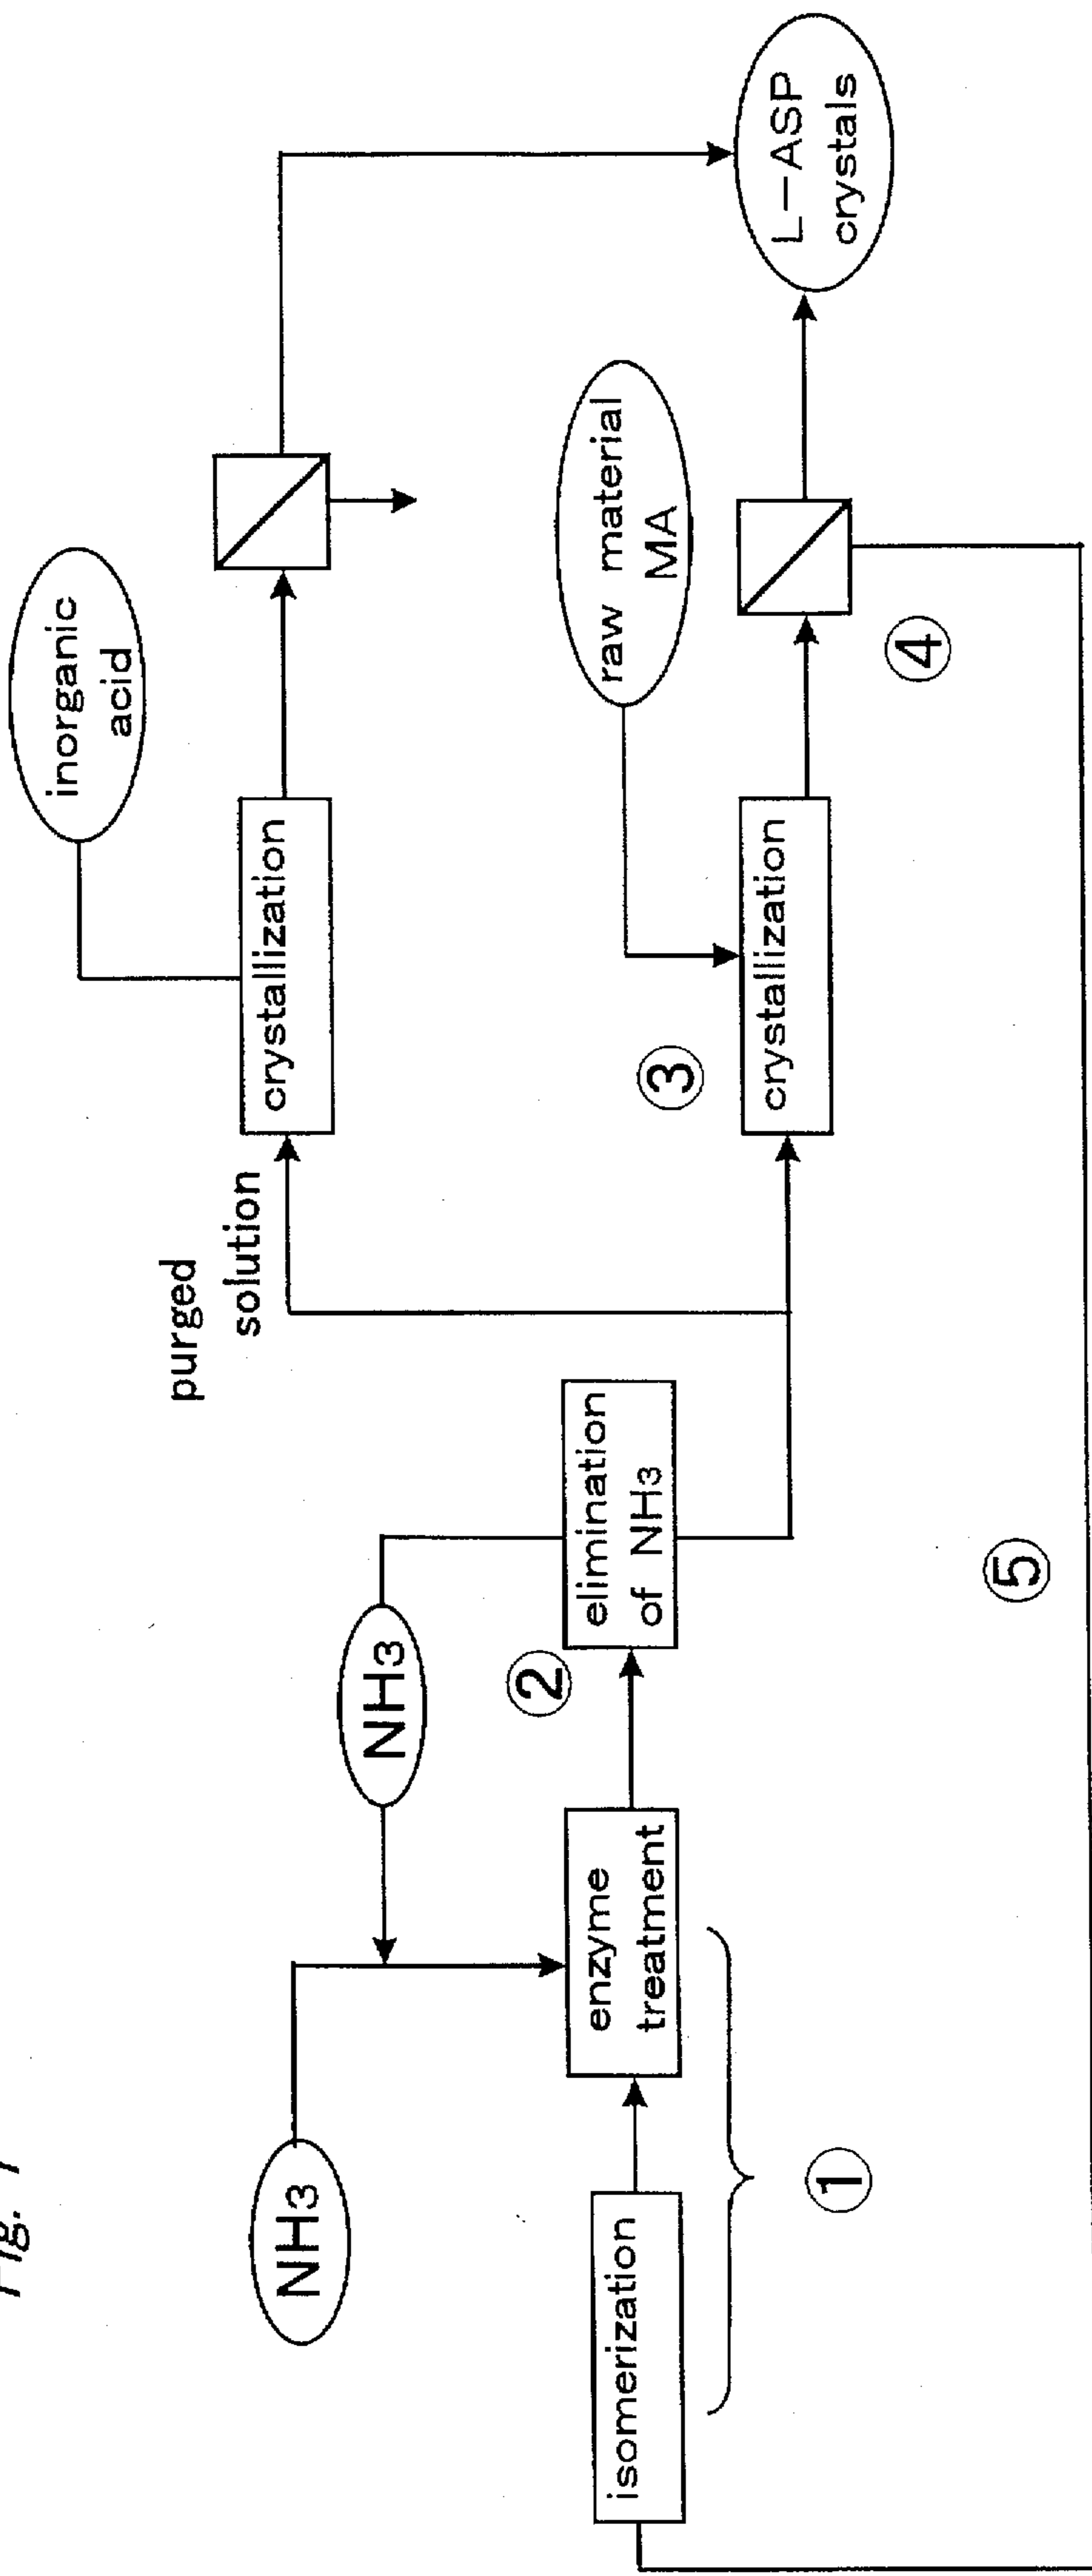 Fig. 1
inorganic
acid
purged
solution
crystallization
NH3
NH3
raw material
MA
②
elimination
of NH3
③
isomerization
enzyme
treatment
crystallization
L-ASP
crystals
①
④
⑤